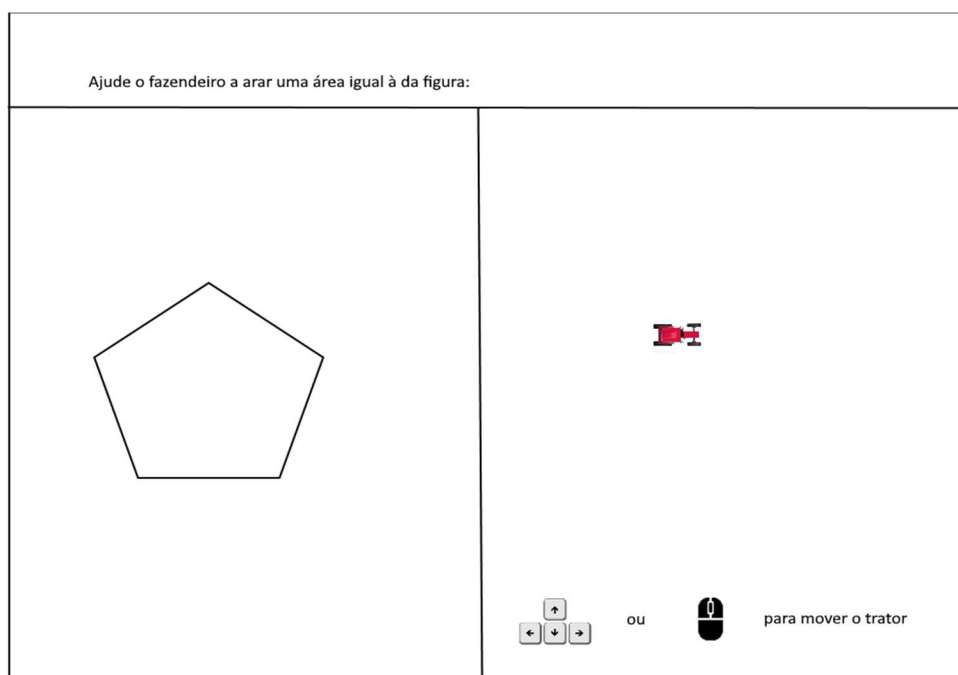 Ajude o fazendeiro a arar uma área igual à da figura:
ou
para mover o trator